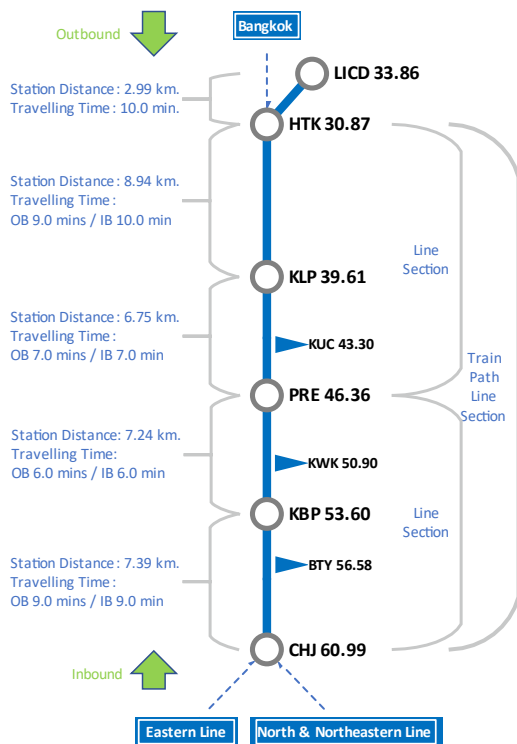 Outbound
Bangkok
LICD 33.86
Station Distance: 2.99 km.
Travelling Time: 10.0 min.
HTK 30.87
Station Distance: 8.94 km.
Travelling Time:
OB 9.0 mins / IB 10.0 min
Line
Section
KLP 39.61
Station Distance: 6.75 km.
Travelling Time:
OB 7.0 mins / IB 7.0 min
KUC 43.30
Train
Path
Line
Section
PRE 46.36
Station Distance: 7.24 km.
Travelling Time:
OB 6.0 mins / IB 6.0 min
KWK 50.90
KBP 53.60
Line
Section
Station Distance: 7.39 km.
Travelling Time:
OB 9.0 mins / IB 9.0 min
BTY 56.58
CHJ 60.99
Inbound
Eastern Line
North & Northeastern Line